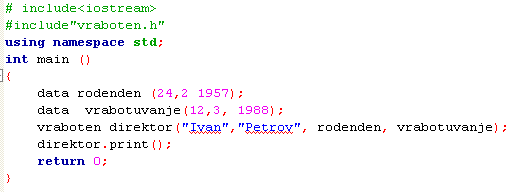 # include<iostream>
#include"vraboten.h"
using namespace std;
int main ()
{
data rodenden (24,2 1957);
data vrabotuvanje(12,3, 1988);
vraboten direktor("Ivan","Petrov", rodenden, vrabotuvanje);
direktor.print();
return 0;
}